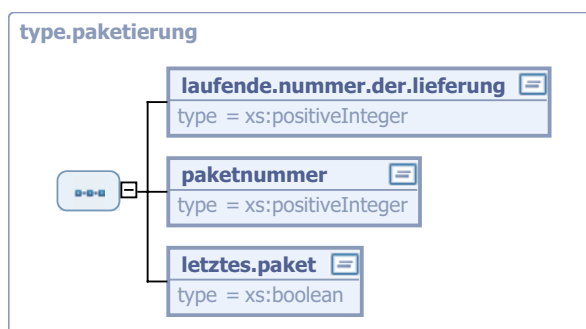 type.paketierung
laufende.nummer.der.lieferung
type = xs:positiveInteger
paketnummer
type = xs:positiveInteger
letztes.paket
type = xs:boolean